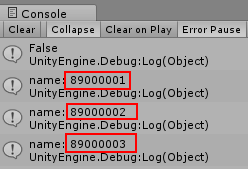 Console
Clear Collapse Clear on Play Error Pause
False
UnityEngine.Debug:Log(Object)
name: 89000001
UnityEngine.Debug:Log(Object)
name: 89000002
UnityEngine.Debug:Log(Object)
name: 89000003
UnityEngine.Debug:Log(Object)